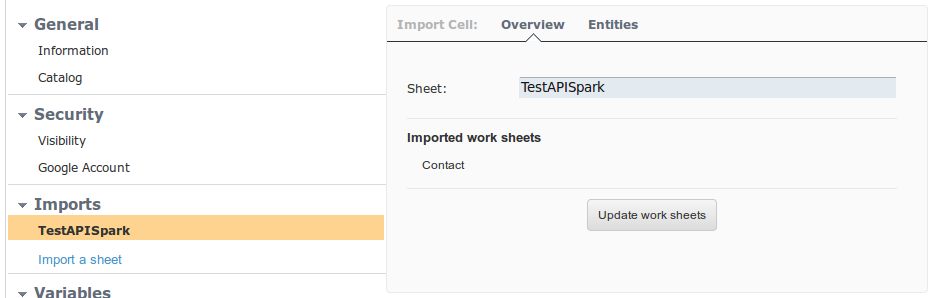 General
Information
Catalog
Security
Visibility
Google Account
Imports
TestAPISpark
Import a sheet
Variables
Import Cell: Overview Entities
Sheet: TestAPISpark
Imported work sheets
Contact
Update work sheets